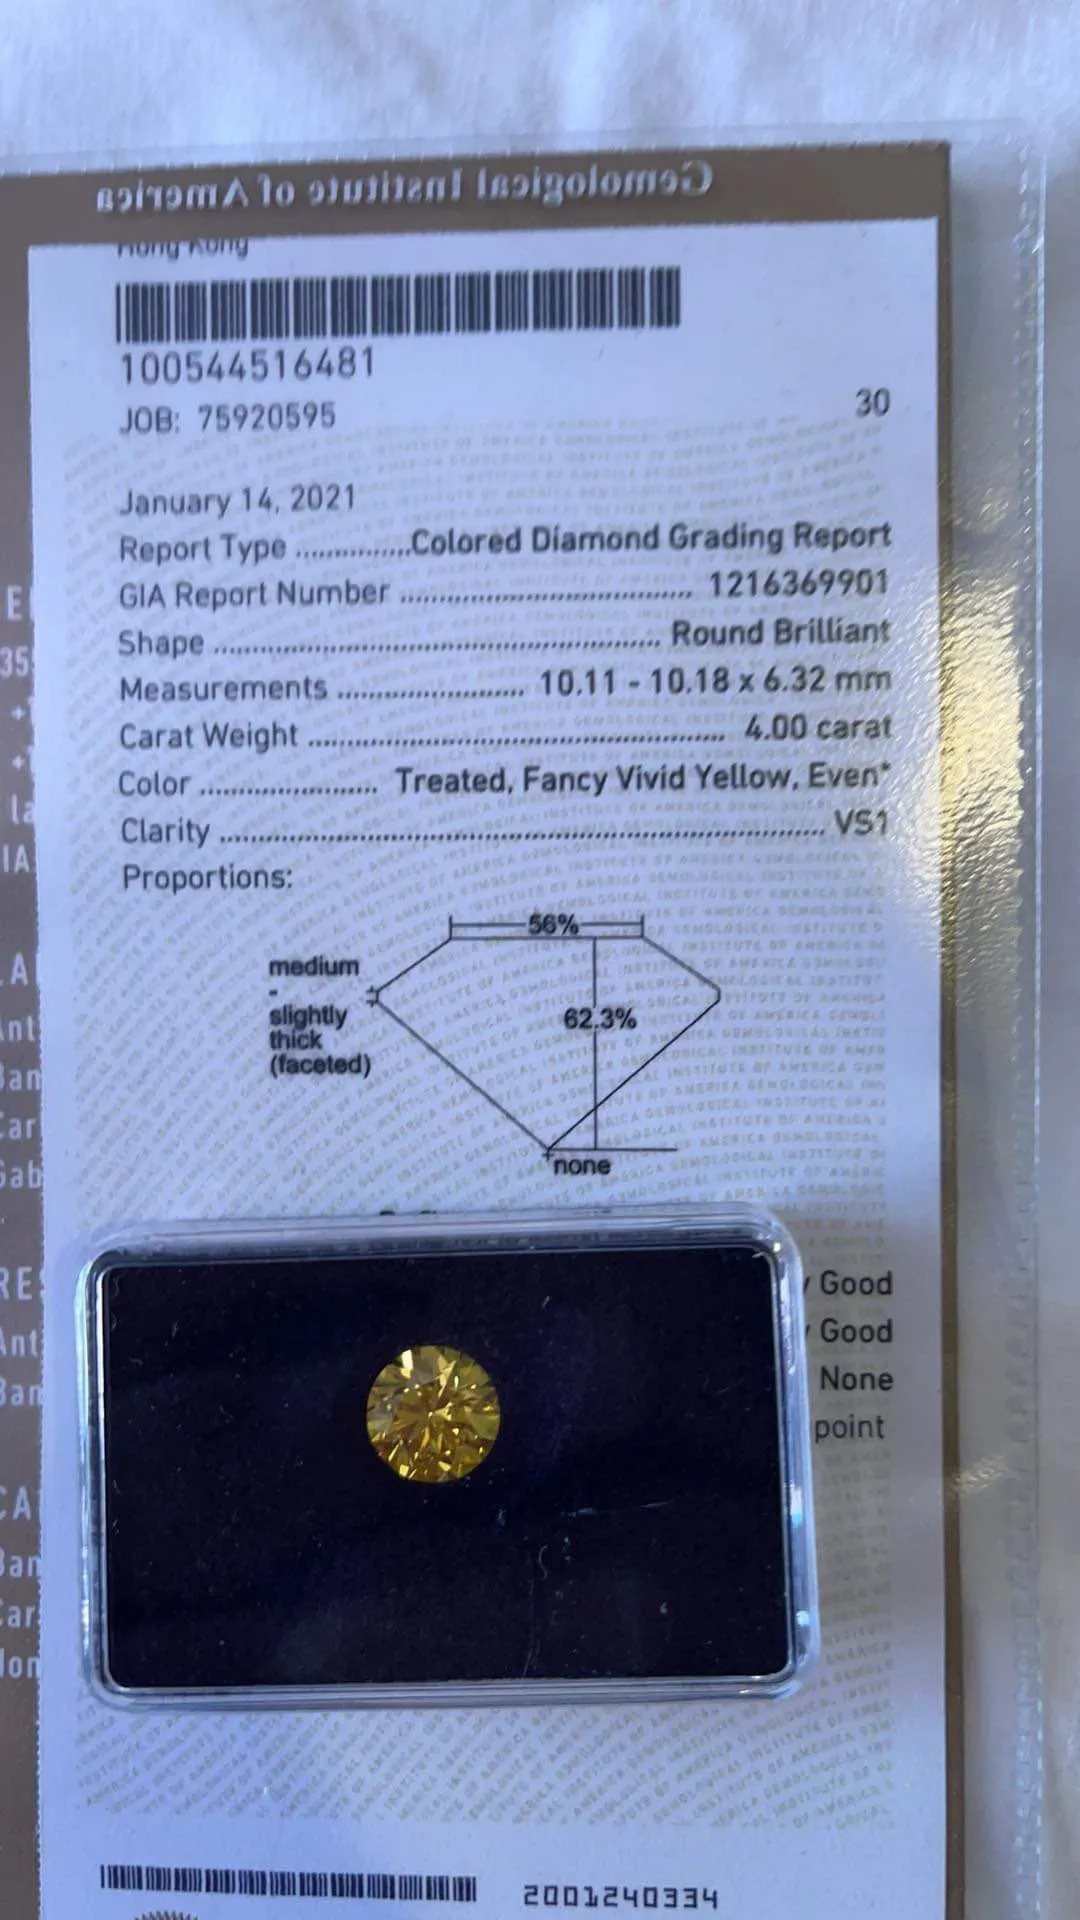 Gemological Institute of America
Hong Kong
100544516481
JOB: 75920595
30
January 14, 2021
Report Type ............... Colored Diamond Grading Report
GIA Report Number ................................... 1216369901
Shape ...................................................... Round Brilliant
Measurements ....................... 10.11 - 10.18 x 6.32 mm
Carat Weight .................................................. 4.00 carat
Color ...................... Treated, Fancy Vivid Yellow, Even*
Clarity ........................................................................ VS1
Proportions:
56%
medium
-
slightly
thick
(faceted)
62.3%
none
Good
Good
None
point
2001240334